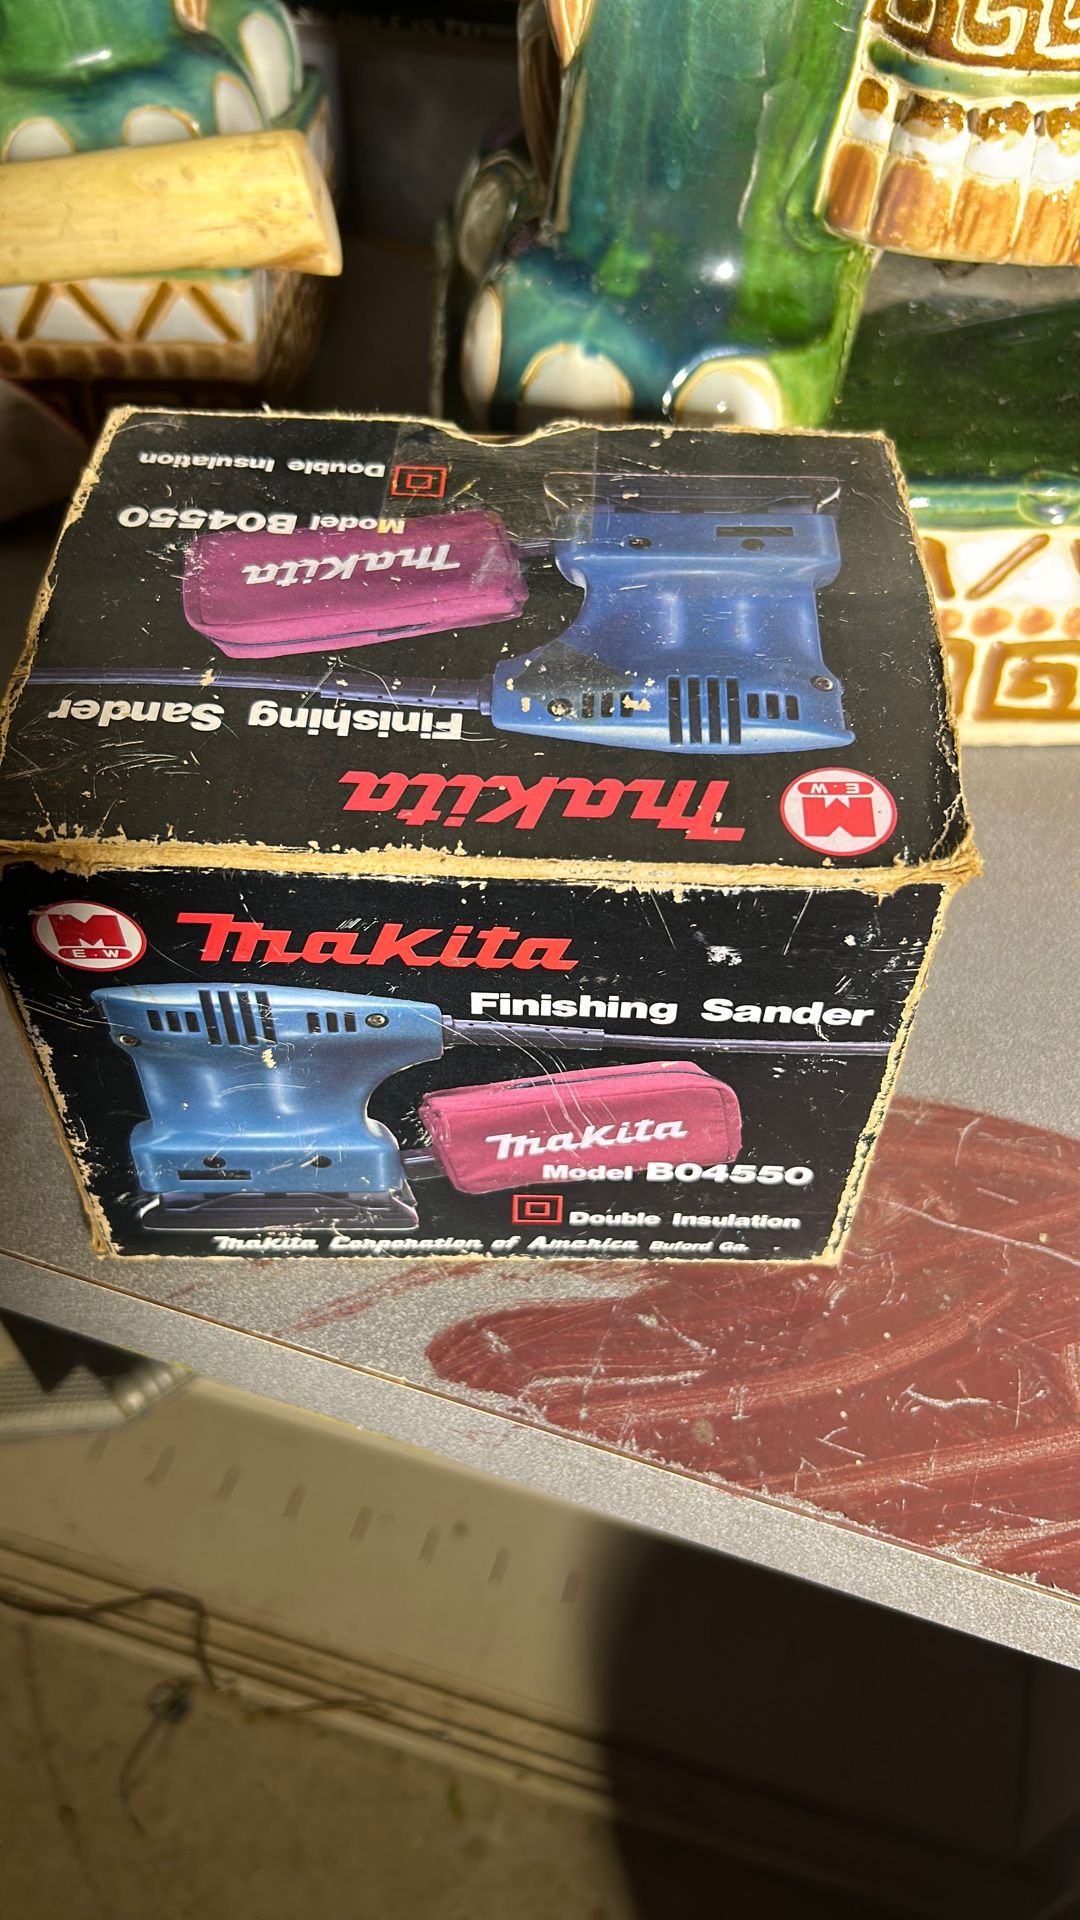 Double Insulation
Model BO4550
Makita
Finishing Sander
Makita
M
E·W
M
E·W
Makita
Finishing Sander
Makita
Model BO4550
Double Insulation
Makita Corporation of America Buford Ga.